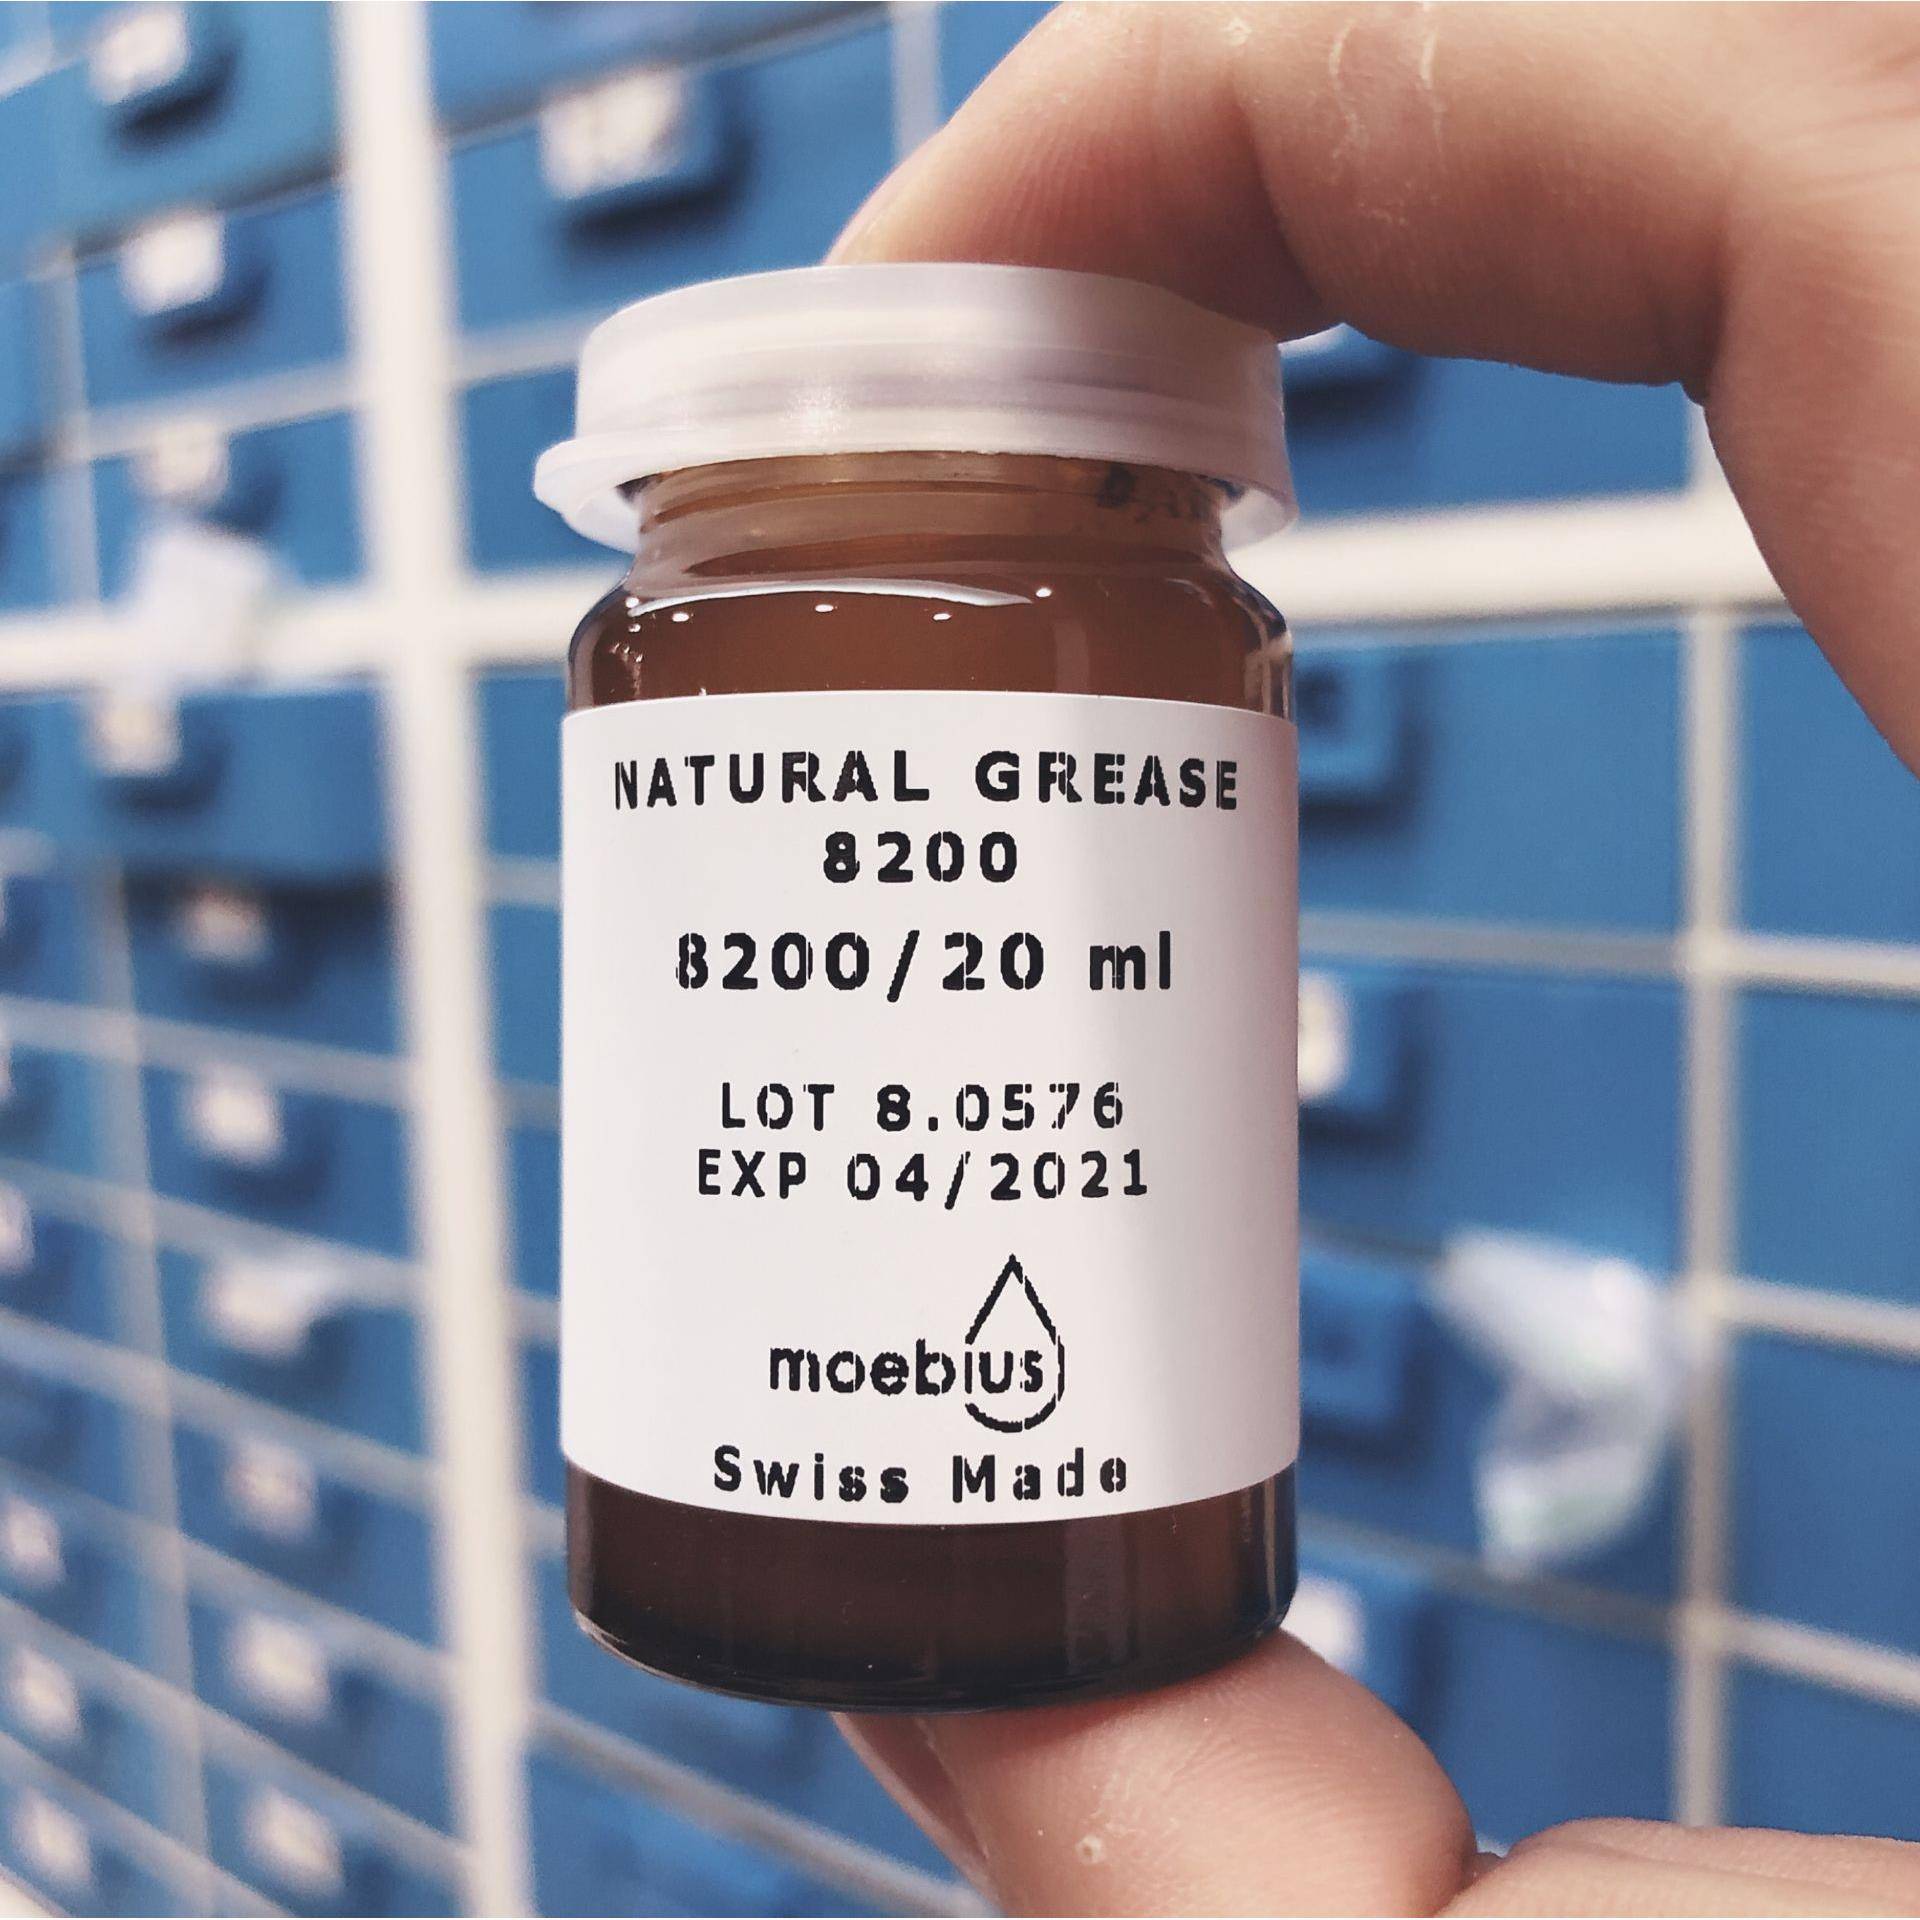 NATURAL GREASE
8200
8200/20 ml
LOT 8.0576
EXP 04/2021
moebius
Swiss Made